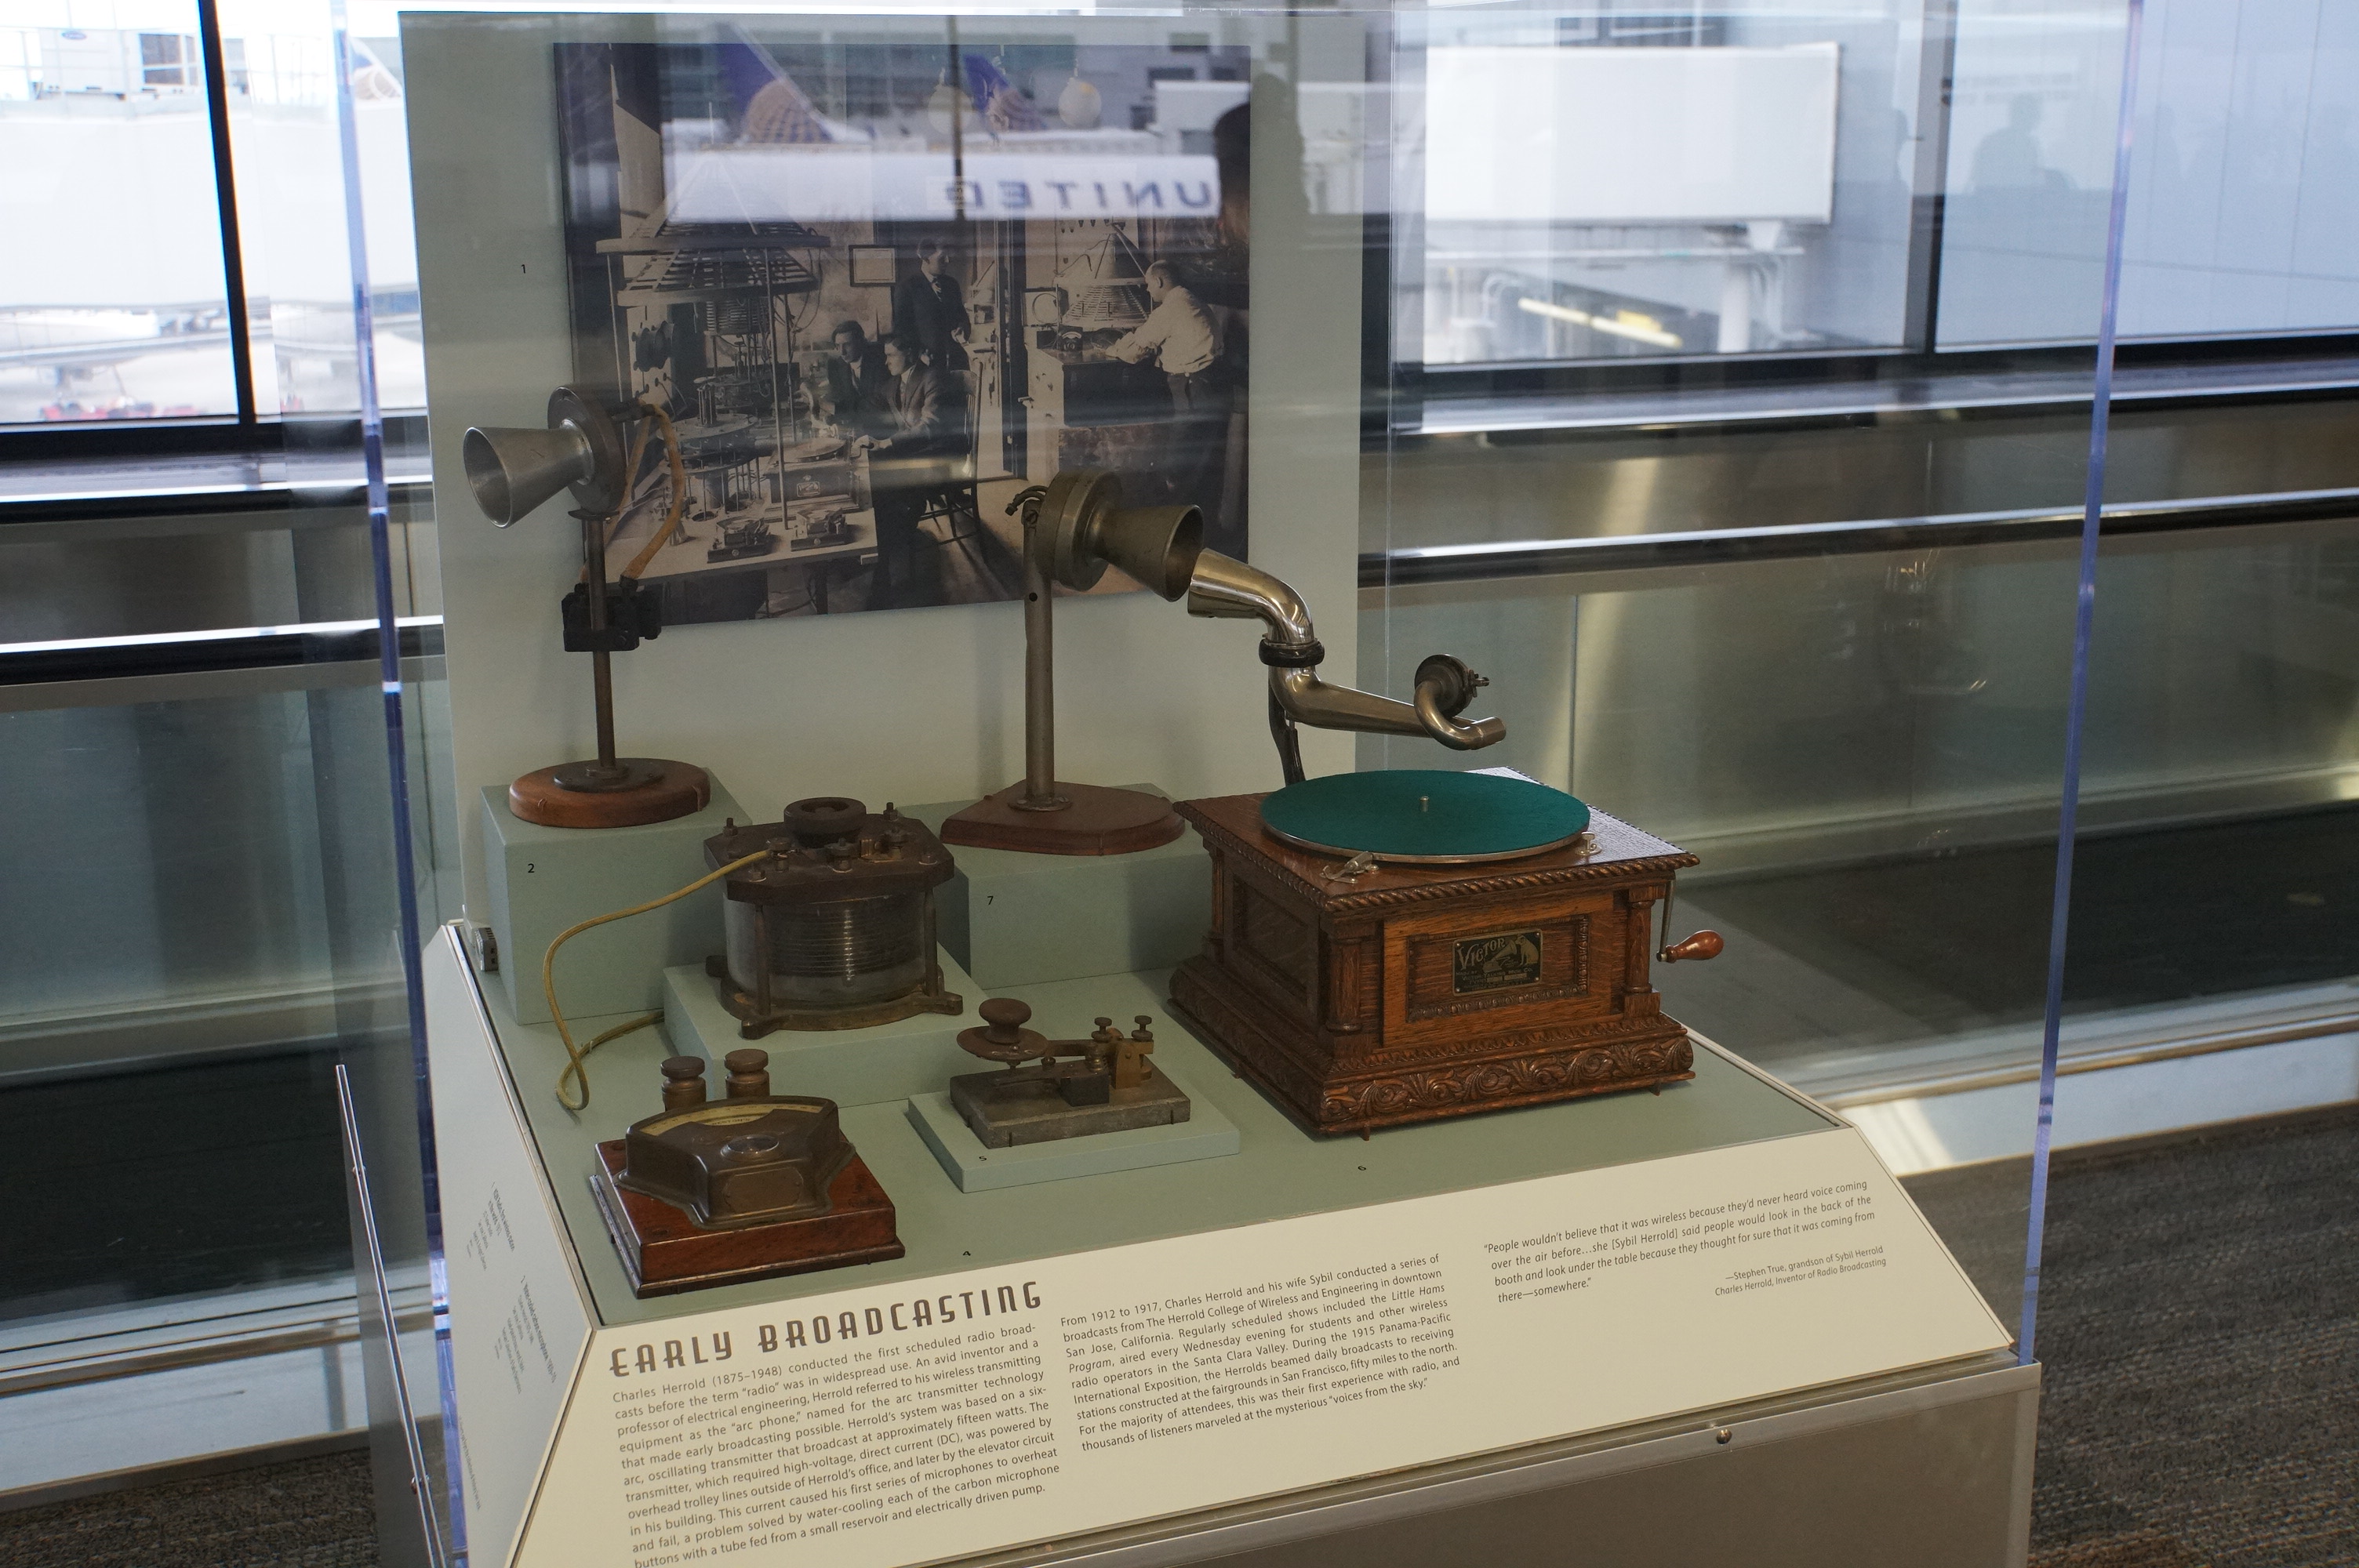 UNITED
1
2
7
5
6
4
VICTOR
EARLY BROADCASTING
Charles Herrold (1875–1948) conducted the first scheduled radio broad-
casts before the term “radio” was in widespread use. An avid inventor and a
professor of electrical engineering, Herrold referred to his wireless transmitting
equipment as the “arc phone,” named for the arc transmitter technology
that made early broadcasting possible. Herrold’s system was based on a six-
arc, oscillating transmitter that broadcast at approximately fifteen watts. The
transmitter, which required high-voltage, direct current (DC), was powered by
overhead trolley lines outside of Herrold’s office, and later by the elevator circuit
in his building. This current caused his first series of microphones to overheat
and fail, a problem solved by water-cooling each of the carbon microphone
buttons with a tube fed from a small reservoir and electrically driven pump.
From 1912 to 1917, Charles Herrold and his wife Sybil conducted a series of
broadcasts from The Herrold College of Wireless and Engineering in downtown
San Jose, California. Regularly scheduled shows included the Little Hams
Program, aired every Wednesday evening for students and other wireless
radio operators in the Santa Clara Valley. During the 1915 Panama-Pacific
International Exposition, the Herrolds beamed daily broadcasts to receiving
stations constructed at the fairgrounds in San Francisco, fifty miles to the north.
For the majority of attendees, this was their first experience with radio, and
thousands of listeners marveled at the mysterious “voices from the sky.”
“People wouldn’t believe that it was wireless because they’d never heard voice coming
over the air before…she [Sybil Herrold] said people would look in the back of the
booth and look under the table because they thought for sure that it was coming from
there—somewhere.”
—Stephen True, grandson of Sybil Herrold
Charles Herrold, Inventor of Radio Broadcasting